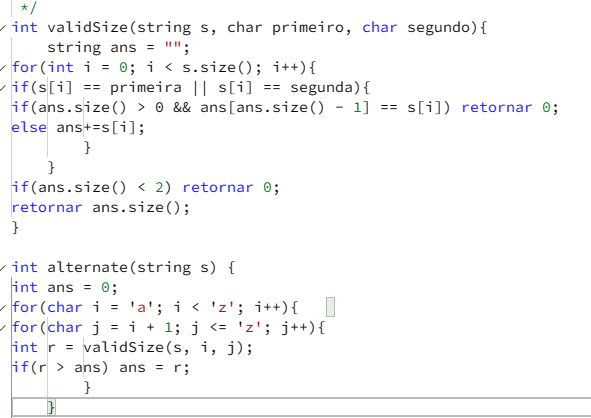 */
int validSize(string s, char primeiro, char segundo){
string ans = "";
for(int i = 0; i < s.size(); i++){
if(s[i] == primeira || s[i] == segunda){
if(ans.size() > 0 && ans[ans.size() - 1] == s[i]) retornar 0;
else ans+=s[i];
}
}
if(ans.size() < 2) retornar 0;
retornar ans.size();
}
int alternate(string s) {
int ans = 0;
for(char i = 'a'; i < 'z'; i++){
for(char j = i + 1; j <= 'z'; j++){
int r = validSize(s, i, j);
if(r > ans) ans = r;
}
}